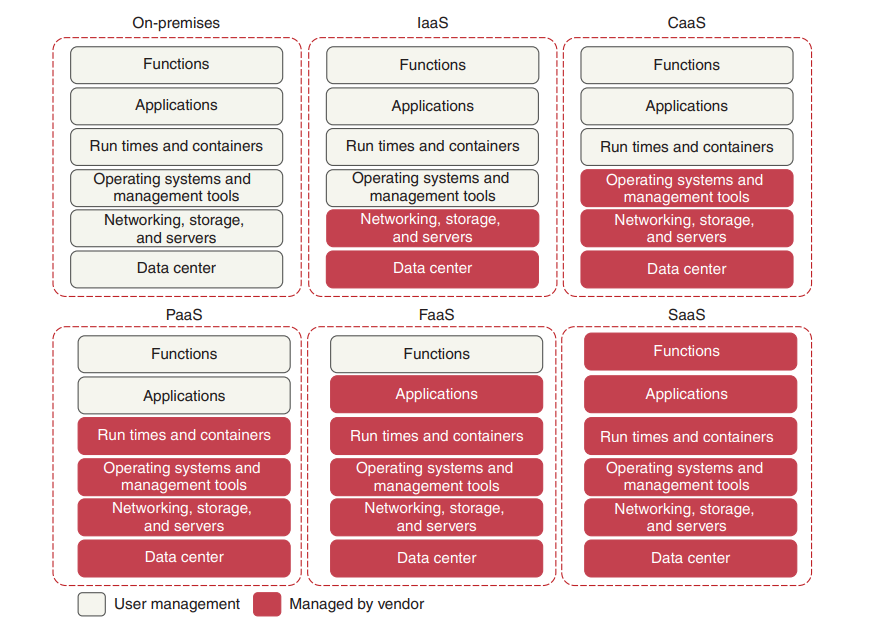 On-premises
Functions
Applications
Run times and containers
Operating systems and
management tools
Networking, storage,
and servers
Data center
IaaS
Functions
Applications
Run times and containers
Operating systems and
management tools
Networking, storage,
and servers
Data center
CaaS
Functions
Applications
Run times and containers
Operating systems and
management tools
Networking, storage,
and servers
Data center
PaaS
Functions
Applications
Run times and containers
Operating systems and
management tools
Networking, storage,
and servers
Data center
FaaS
Functions
Applications
Run times and containers
Operating systems and
management tools
Networking, storage,
and servers
Data center
SaaS
Functions
Applications
Run times and containers
Operating systems and
management tools
Networking, storage,
and servers
Data center
User management
Managed by vendor